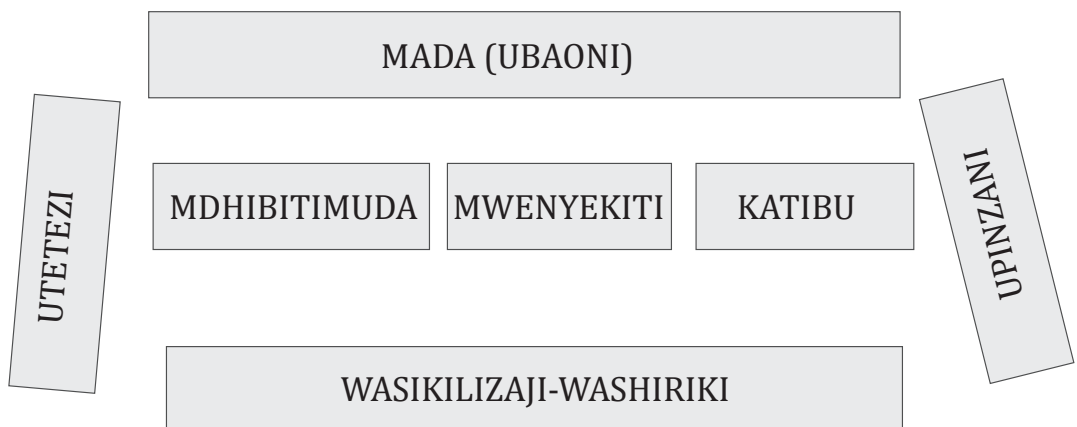 MADA (UBAONI)
UTETEZI
MDHIBITIMUDA
MWENYEKITI
KATIBU
UPINZANI
WASIKILIZAJI-WASHIRIKI